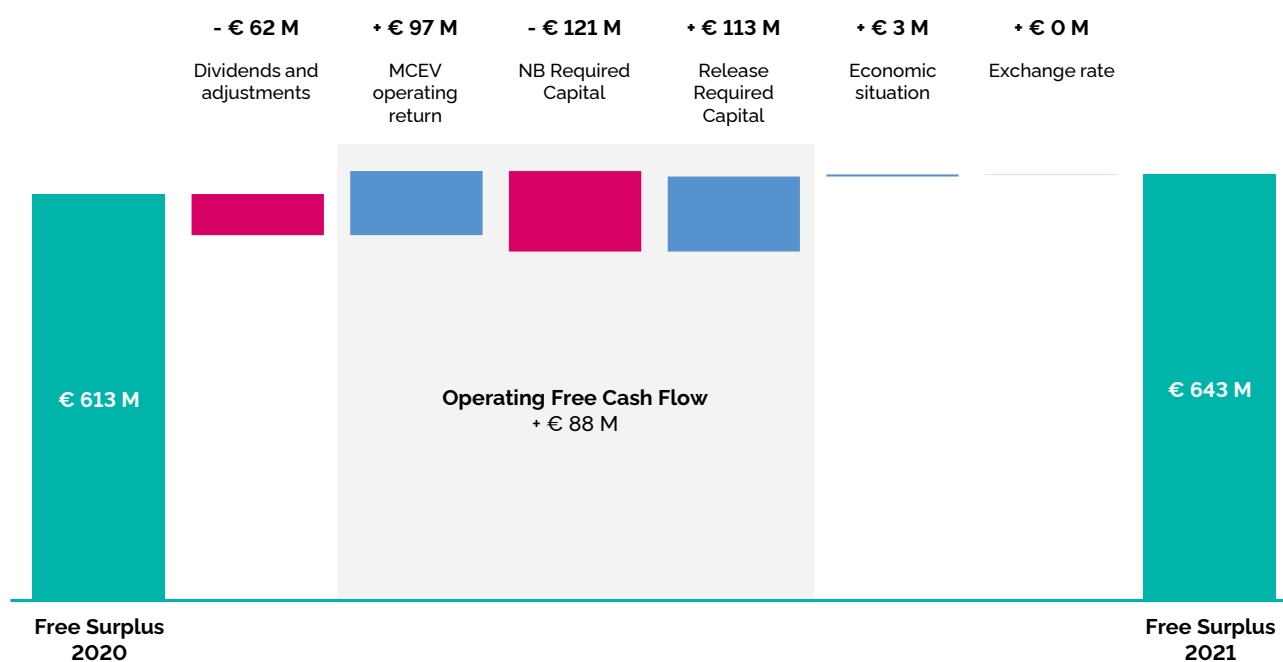 - € 62 M
Dividends and
adjustments
+ € 97 M
MCEV
operating
return
- € 121 M
NB Required
Capital
+ € 113 M
Release
Required
Capital
+ € 3 M
Economic
situation
+ € 0 M
Exchange rate
€ 613 M
Operating Free Cash Flow
+ € 88 M
€ 643 M
Free Surplus
2020
Free Surplus
2021